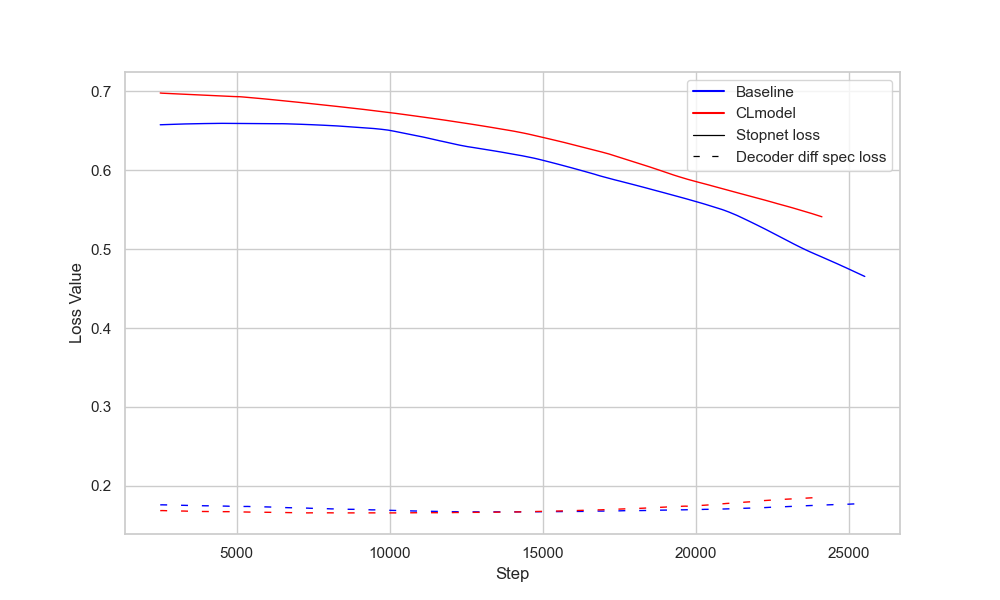 0.7
0.6
0.5
0.4
0.3
0.2
Loss Value
Baseline
CLmodel
Stopnet loss
Decoder diff spec loss
5000
10000
15000
20000
25000
Step